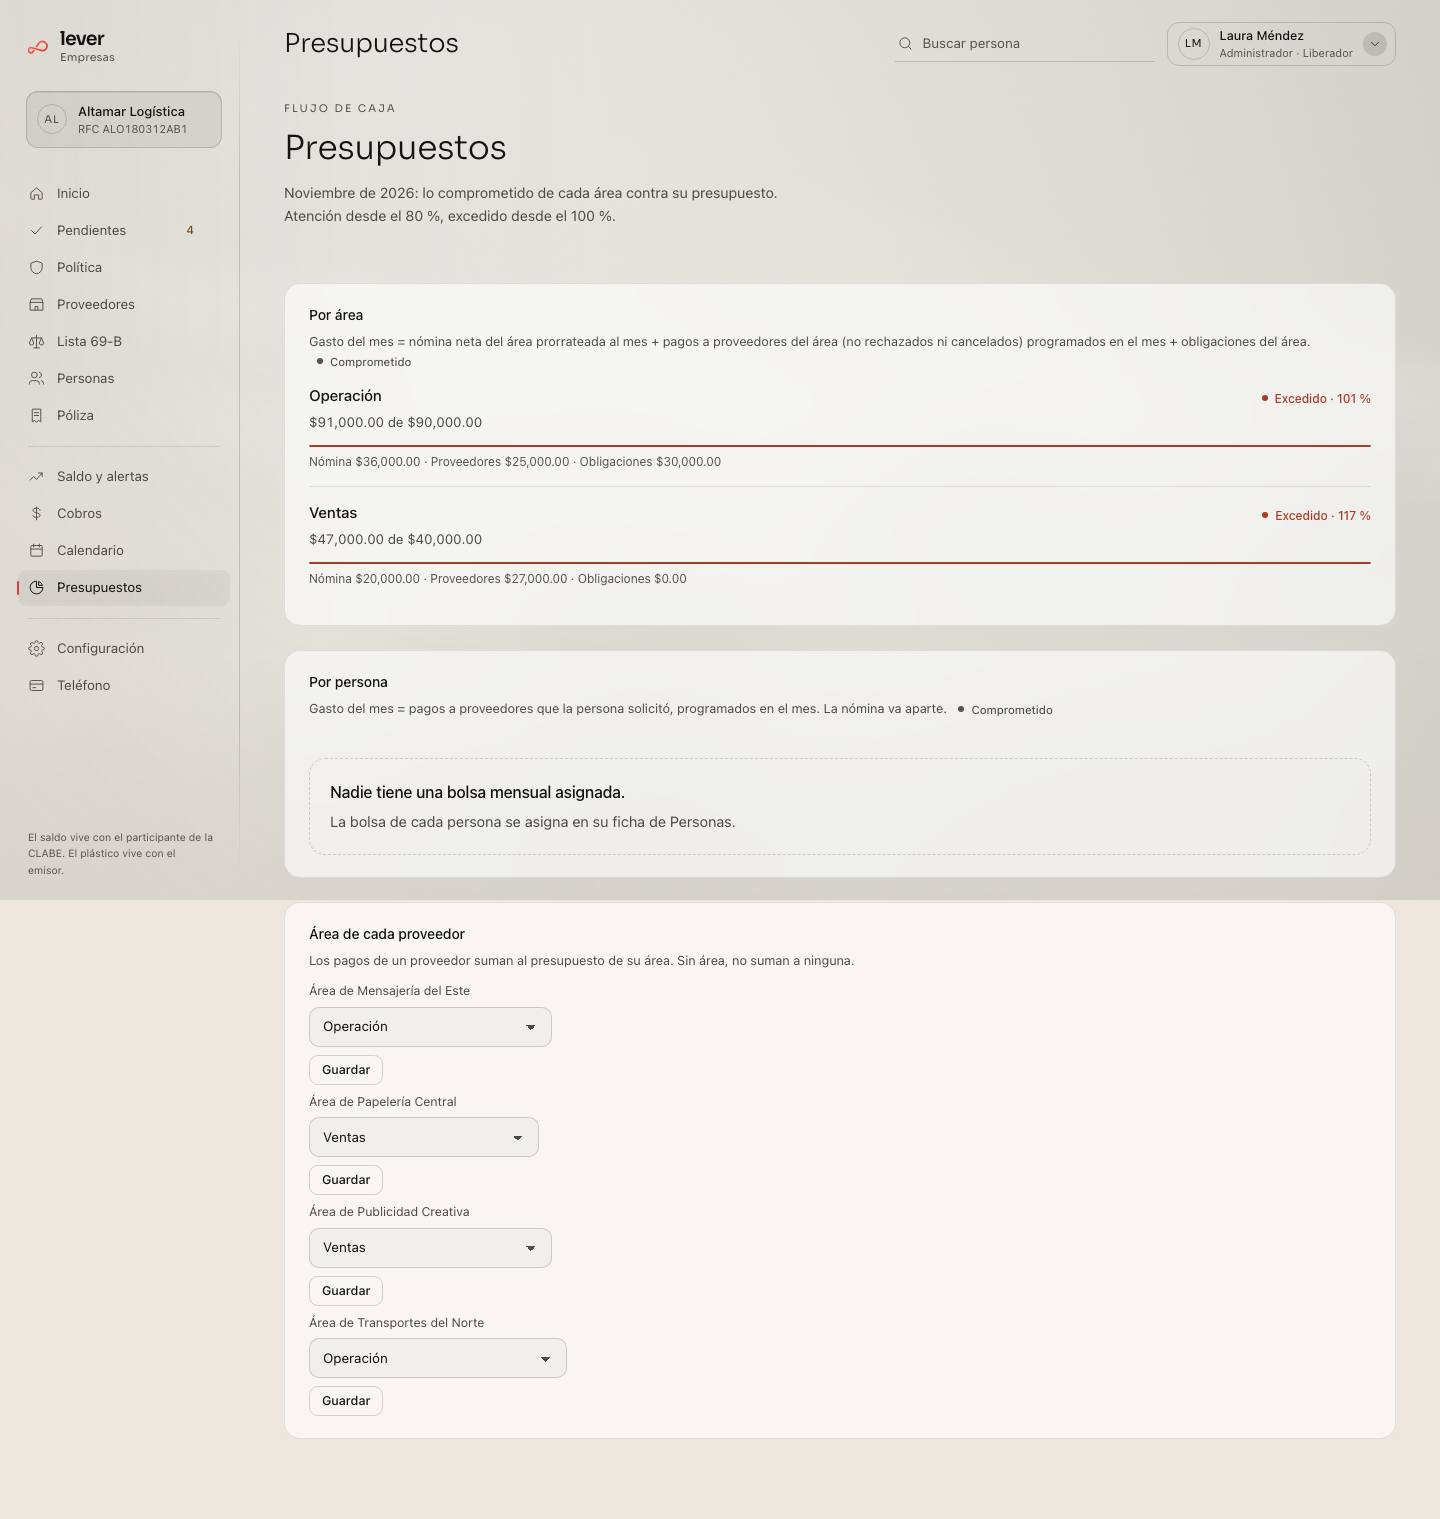 lever
Empresas
AL
Altamar Logística
RFC ALO180312AB1
Inicio
Pendientes 4
Política
Proveedores
Lista 69-B
Personas
Póliza
Saldo y alertas
Cobros
Calendario
Presupuestos
Configuración
Teléfono
El saldo vive con el participante de la
CLABE. El plástico vive con el
emisor.
Presupuestos
Buscar persona
LM
Laura Méndez
Administrador · Liberador
FLUJO DE CAJA
Presupuestos
Noviembre de 2026: lo comprometido de cada área contra su presupuesto.
Atención desde el 80 %, excedido desde el 100 %.
Por área
Gasto del mes = nómina neta del área prorrateada al mes + pagos a proveedores del área (no rechazados ni cancelados) programados en el mes + obligaciones del área.
Comprometido
Operación
Excedido · 101 %
$91,000.00 de $90,000.00
Nómina $36,000.00 · Proveedores $25,000.00 · Obligaciones $30,000.00
Ventas
Excedido · 117 %
$47,000.00 de $40,000.00
Nómina $20,000.00 · Proveedores $27,000.00 · Obligaciones $0.00
Por persona
Gasto del mes = pagos a proveedores que la persona solicitó, programados en el mes. La nómina va aparte. Comprometido
Nadie tiene una bolsa mensual asignada.
La bolsa de cada persona se asigna en su ficha de Personas.
Área de cada proveedor
Los pagos de un proveedor suman al presupuesto de su área. Sin área, no suman a ninguna.
Área de Mensajería del Este
Operación
Guardar
Área de Papelería Central
Ventas
Guardar
Área de Publicidad Creativa
Ventas
Guardar
Área de Transportes del Norte
Operación
Guardar